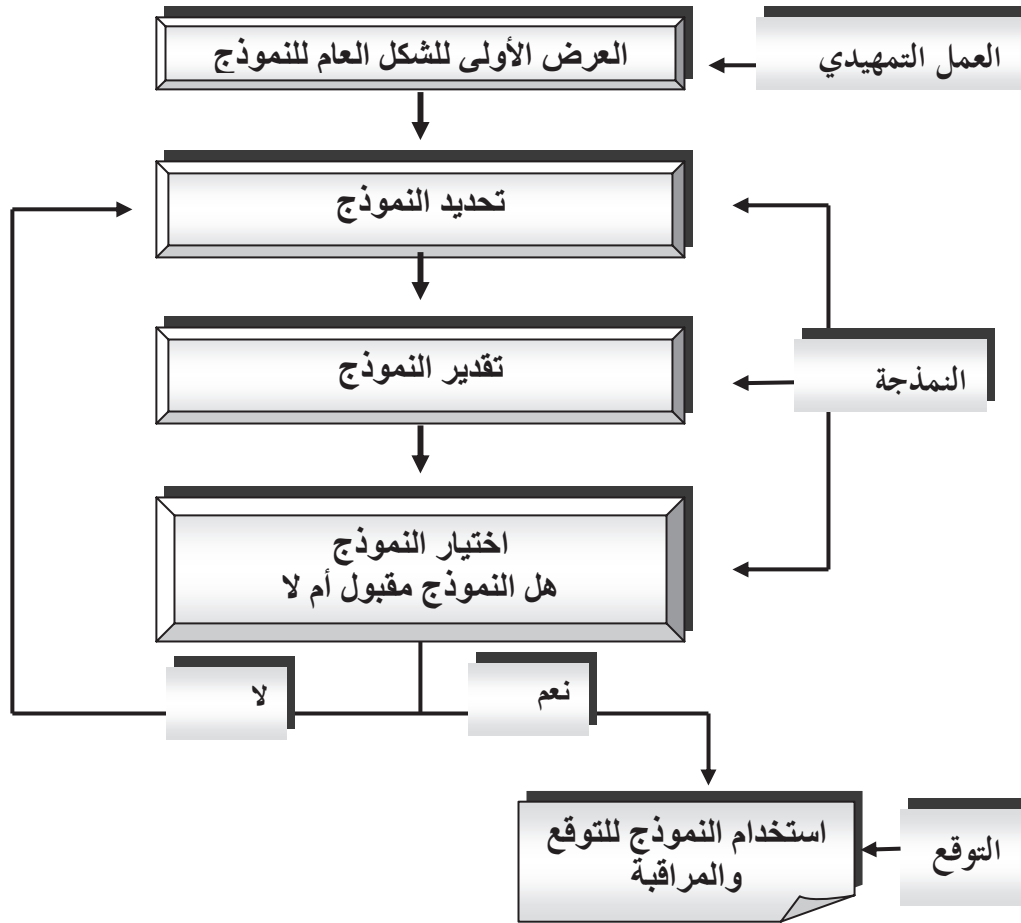 العمل التمهيدي
العرض الأولى للشكل العام للنموذج
تحديد النموذج
النمذجة
تقدير النموذج
اختيار النموذج
هل النموذج مقبول أم لا
نعم
لا
التوقع
استخدام النموذج للتوقع
والمراقبة